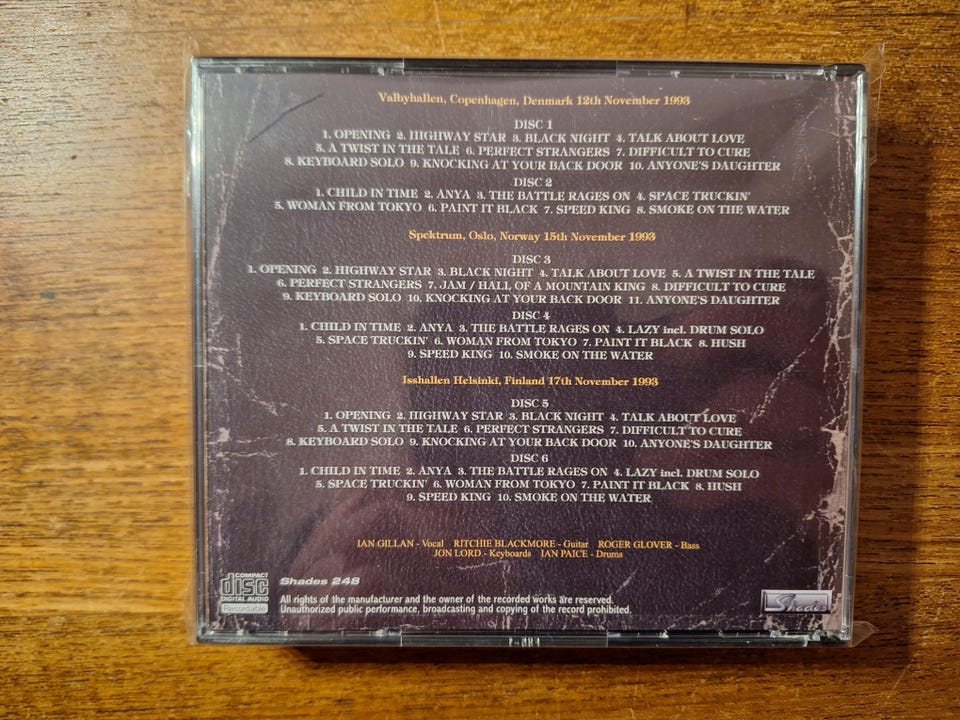 Valbyhallen, Copenhagen, Denmark 12th November 1993
DISC 1
1. OPENING 2. HIGHWAY STAR 3. BLACK NIGHT 4. TALK ABOUT LOVE
5. A TWIST IN THE TALE 6. PERFECT STRANGERS 7. DIFFICULT TO CURE
8. KEYBOARD SOLO 9. KNOCKING AT YOUR BACK DOOR 10. ANYONE'S DAUGHTER
DISC 2
1. CHILD IN TIME 2. ANYA 3. THE BATTLE RAGES ON 4. SPACE TRUCKIN'
5. WOMAN FROM TOKYO 6. PAINT IT BLACK 7. SPEED KING 8. SMOKE ON THE WATER
Spektrum, Oslo, Norway 15th November 1993
DISC 3
1. OPENING 2. HIGHWAY STAR 3. BLACK NIGHT 4. TALK ABOUT LOVE 5. A TWIST IN THE TALE
6. PERFECT STRANGERS 7. JAM / HALL OF A MOUNTAIN KING 8. DIFFICULT TO CURE
9. KEYBOARD SOLO 10. KNOCKING AT YOUR BACK DOOR 11. ANYONE'S DAUGHTER
DISC 4
1. CHILD IN TIME 2. ANYA 3. THE BATTLE RAGES ON 4. LAZY incl. DRUM SOLO
5. SPACE TRUCKIN' 6. WOMAN FROM TOKYO 7. PAINT IT BLACK 8. HUSH
9. SPEED KING 10. SMOKE ON THE WATER
Isshallen Helsinki, Finland 17th November 1993
DISC 5
1. OPENING 2. HIGHWAY STAR 3. BLACK NIGHT 4. TALK ABOUT LOVE
5. A TWIST IN THE TALE 6. PERFECT STRANGERS 7. DIFFICULT TO CURE
8. KEYBOARD SOLO 9. KNOCKING AT YOUR BACK DOOR 10. ANYONE'S DAUGHTER
DISC 6
1. CHILD IN TIME 2. ANYA 3. THE BATTLE RAGES ON 4. LAZY incl. DRUM SOLO
5. SPACE TRUCKIN' 6. WOMAN FROM TOKYO 7. PAINT IT BLACK 8. HUSH
9. SPEED KING 10. SMOKE ON THE WATER
IAN GILLAN - Vocal RITCHIE BLACKMORE - Guitar ROGER GLOVER - Bass
JON LORD - Keyboards IAN PAICE - Drums
COMPACT
disc
DIGITAL AUDIO
Recordable
Shades 248
All rights of the manufacturer and the owner of the recorded works are reserved.
Unauthorized public performance, broadcasting and copying of the record prohibited.
Shades